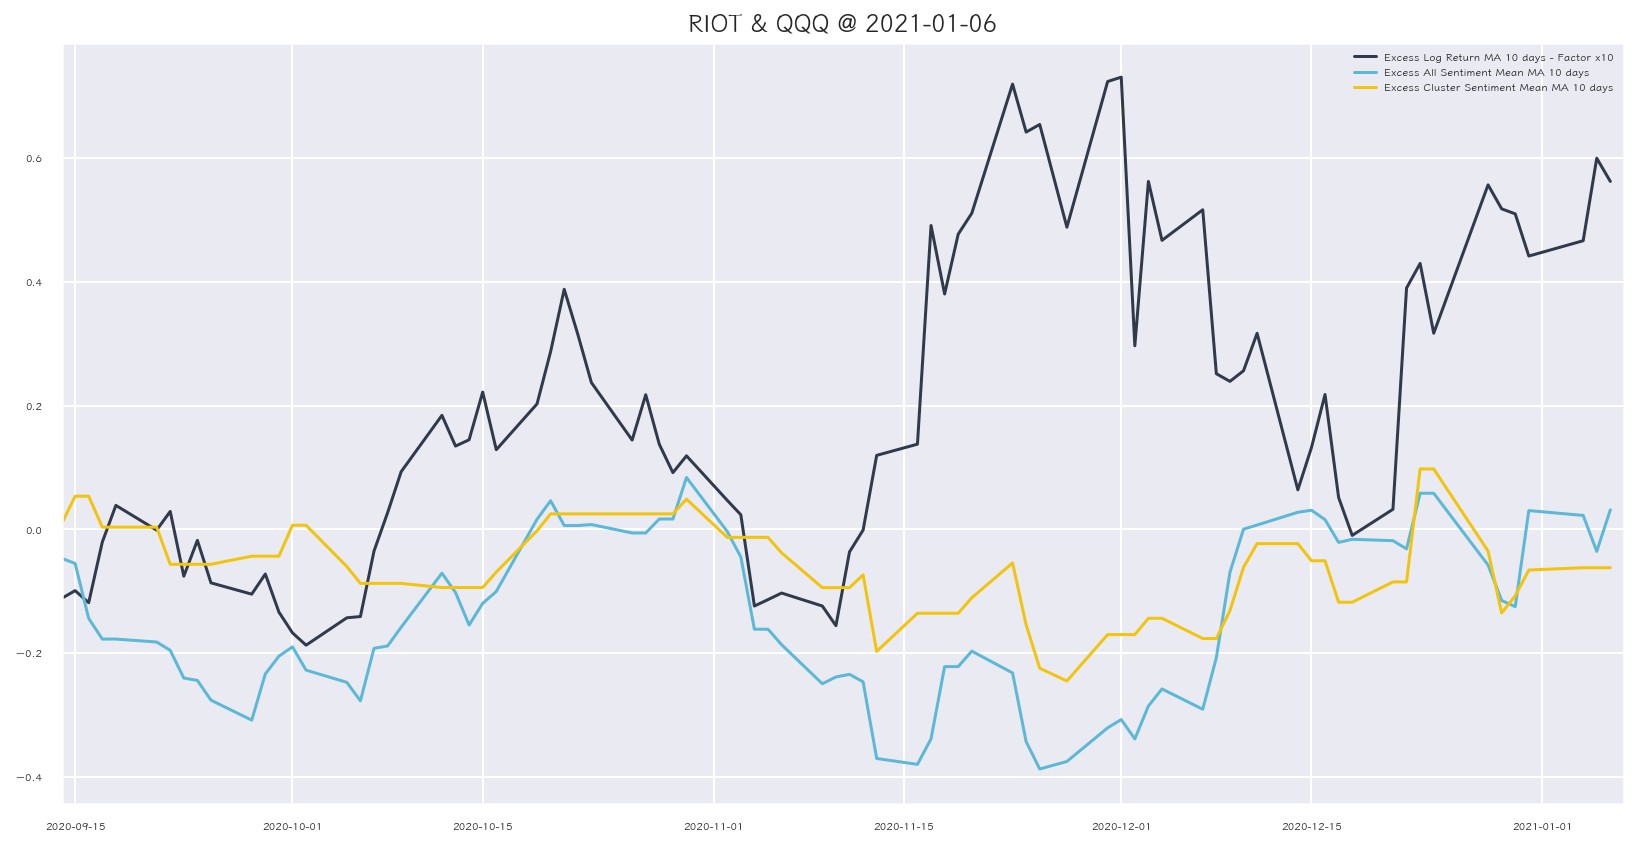 RIOT & QQQ @ 2021-01-06
Excess Log Return MA 10 days - Factor x10
Excess All Sentiment Mean MA 10 days
Excess Cluster Sentiment Mean MA 10 days
0.6
0.4
0.2
0.0
−0.2
−0.4
2020-09-15 2020-10-01 2020-10-15 2020-11-01 2020-11-15 2020-12-01 2020-12-15 2021-01-01